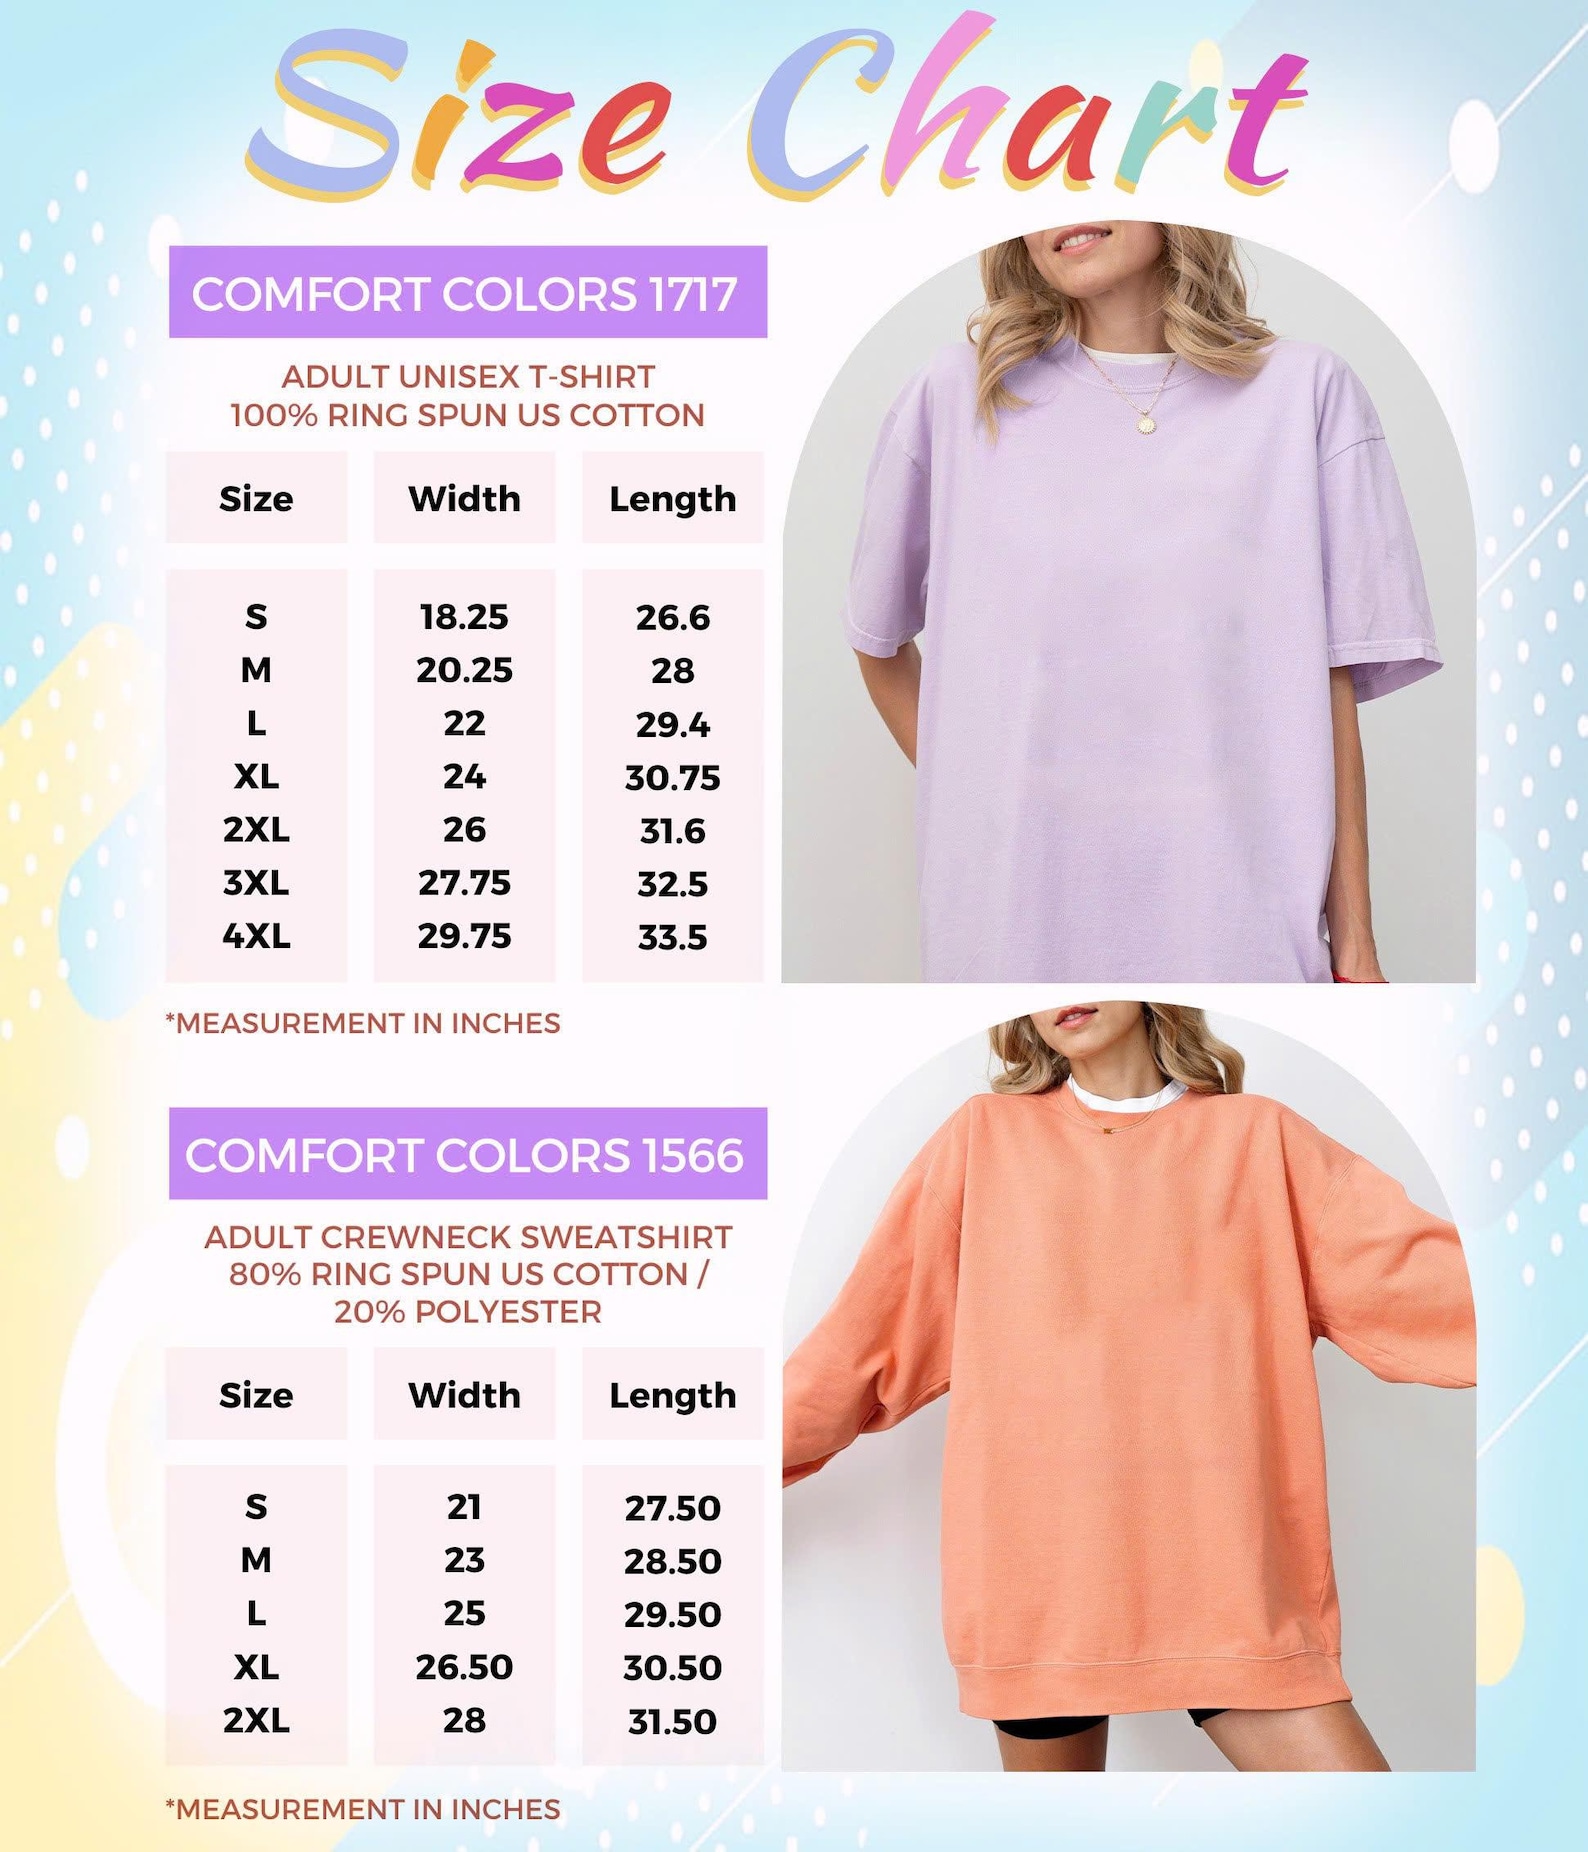 Size Chart
COMFORT COLORS 1717
ADULT UNISEX T-SHIRT
100% RING SPUN US COTTON
Size Width Length
S 18.25 26.6
M 20.25 28
L 22 29.4
XL 24 30.75
2XL 26 31.6
3XL 27.75 32.5
4XL 29.75 33.5
*MEASUREMENT IN INCHES
COMFORT COLORS 1566
ADULT CREWNECK SWEATSHIRT
80% RING SPUN US COTTON /
20% POLYESTER
Size Width Length
S 21 27.50
M 23 28.50
L 25 29.50
XL 26.50 30.50
2XL 28 31.50
*MEASUREMENT IN INCHES